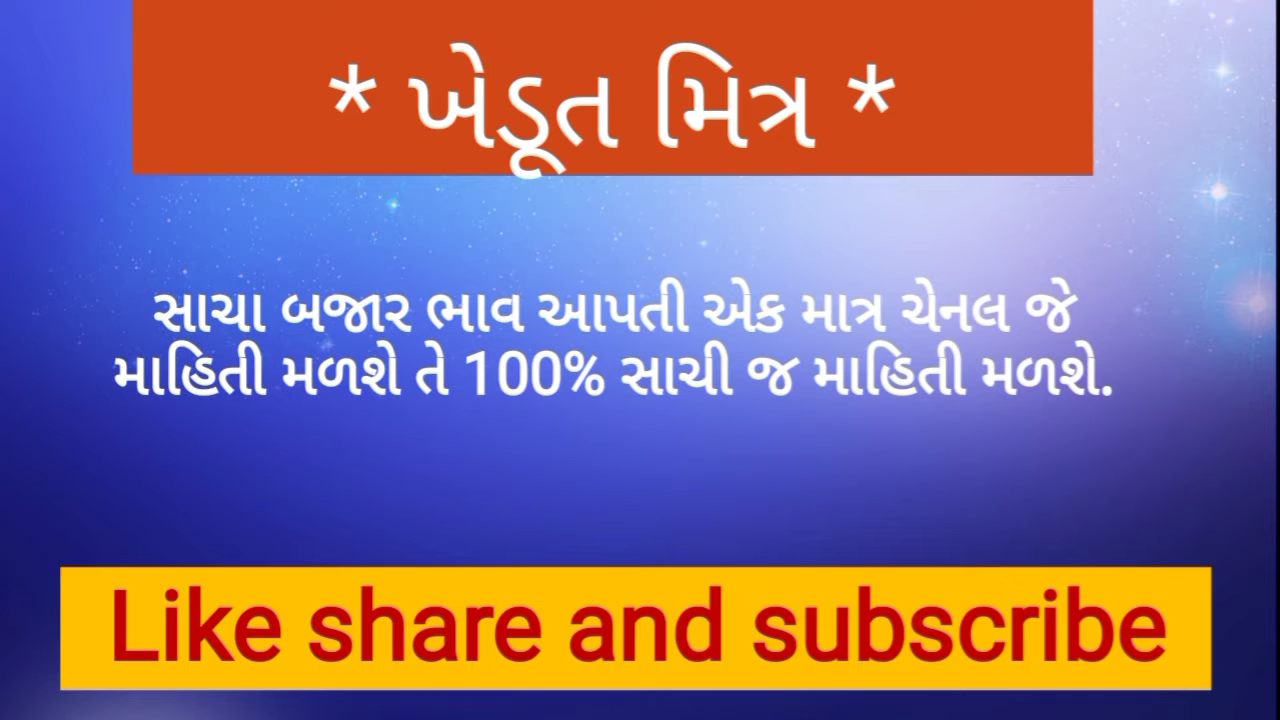 * ખેડૂત મિત્ર *
સાચા બજાર ભાવ આપતી એક માત્ર ચેનલ જે
માહિતી મળશે તે 100% સાચી જ માહિતી મળશે.
Like share and subscribe